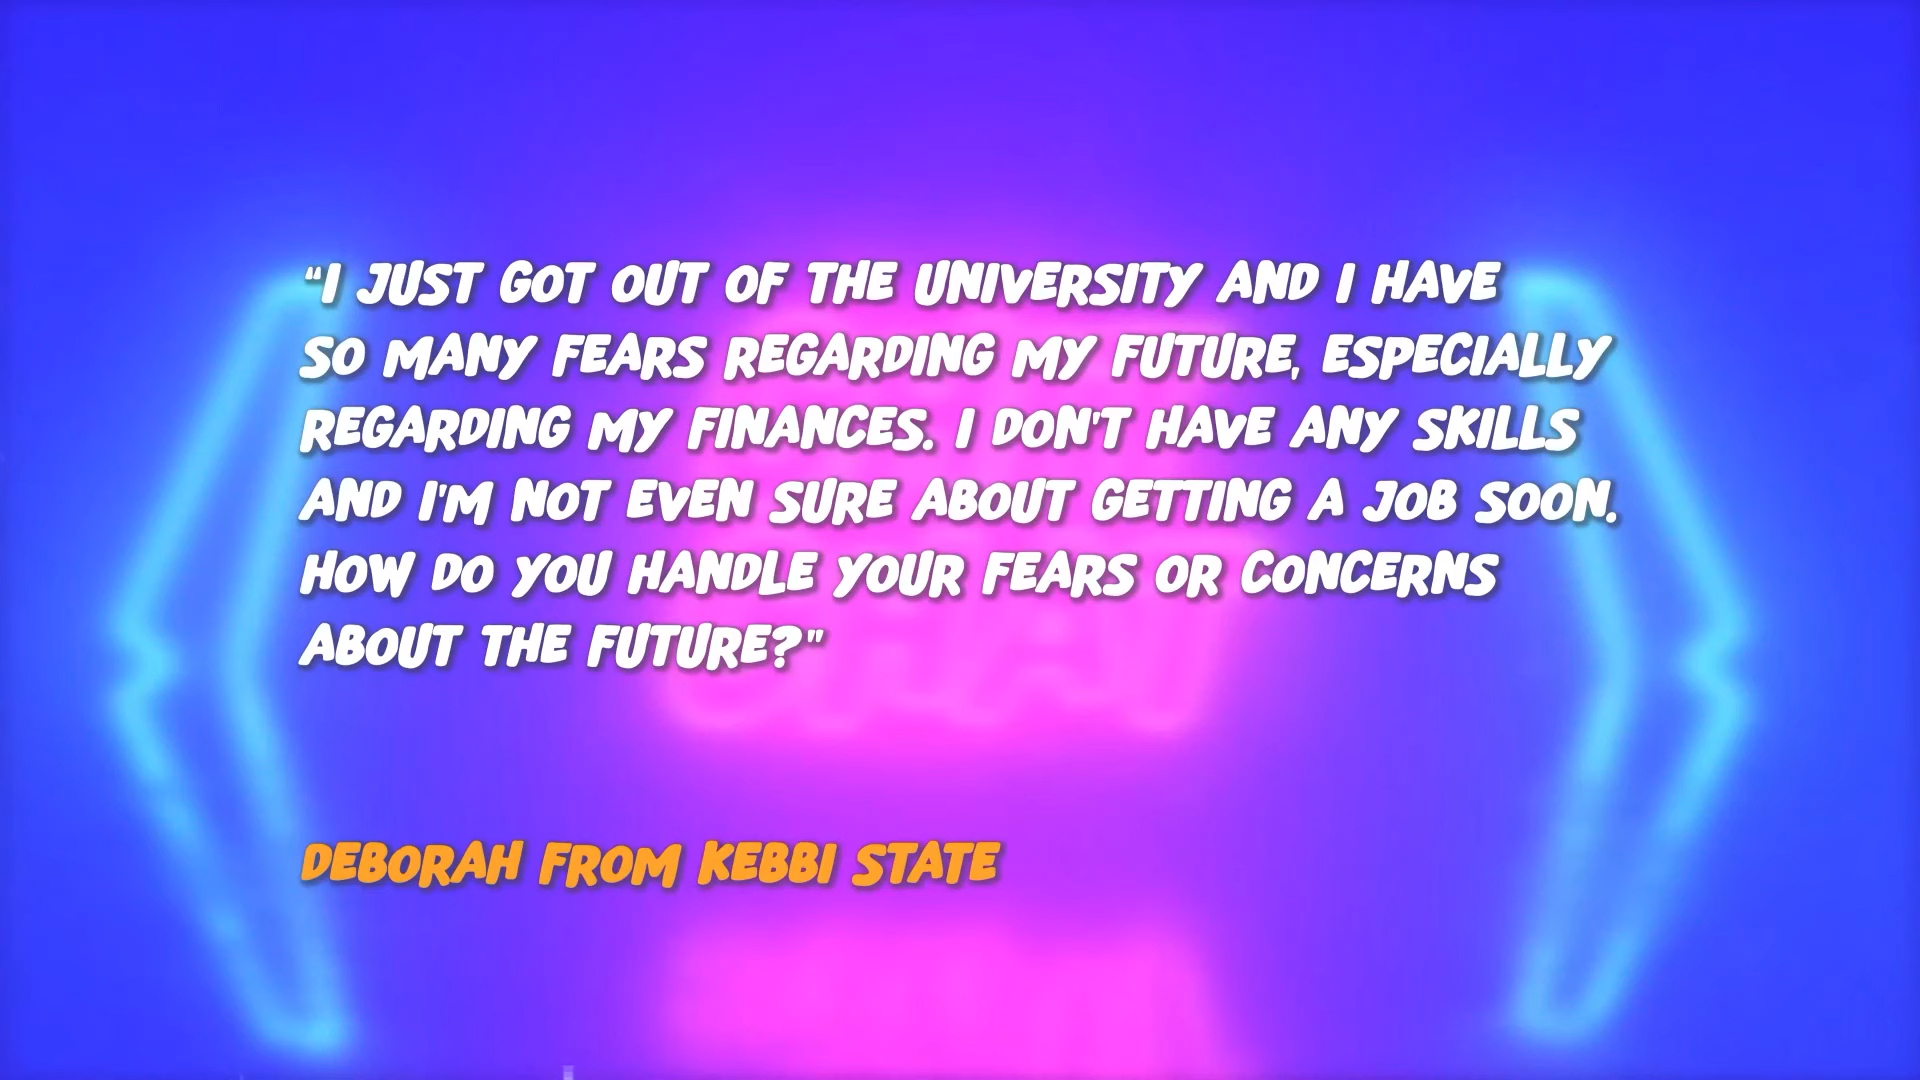 "I JUST GOT OUT OF THE UNIVERSITY AND I HAVE
SO MANY FEARS REGARDING MY FUTURE, ESPECIALLY
REGARDING MY FINANCES. I DON'T HAVE ANY SKILLS
AND I'M NOT EVEN SURE ABOUT GETTING A JOB SOON.
HOW DO YOU HANDLE YOUR FEARS OR CONCERNS
ABOUT THE FUTURE?"
DEBORAH FROM KEBBI STATE